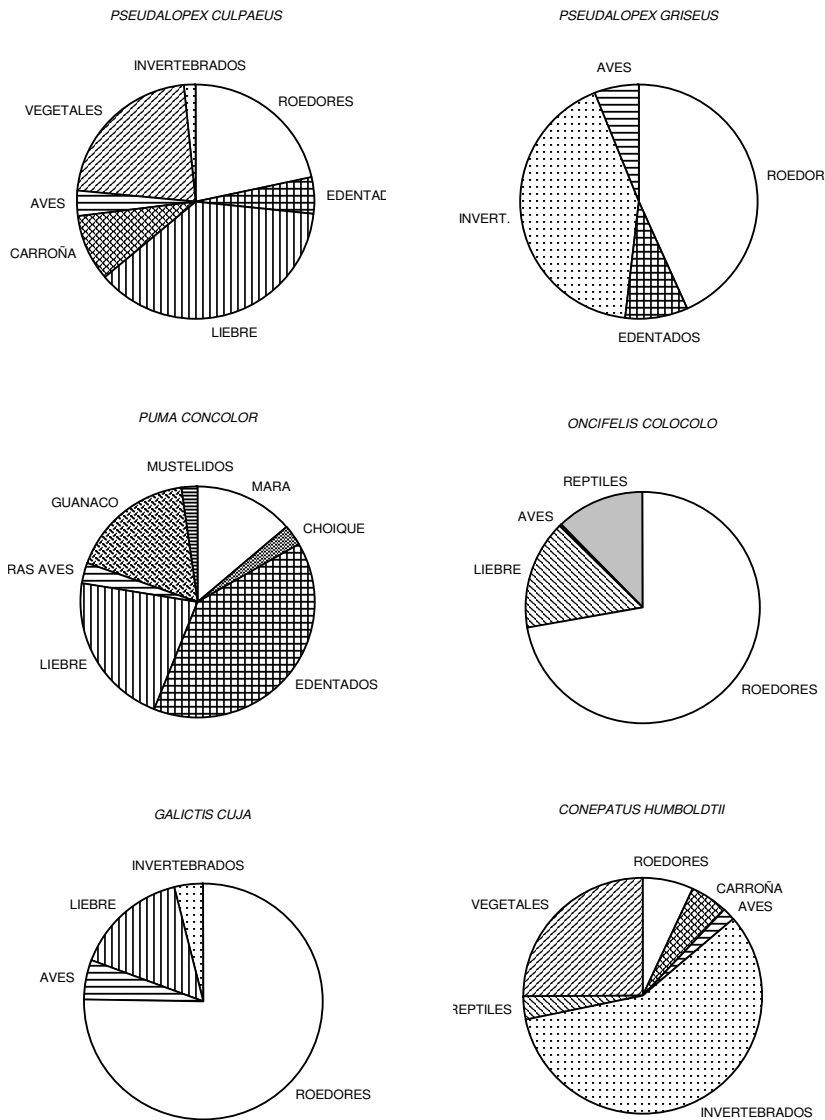 PSEUDALOPEX CULPAEUS
INVERTEBRADOS
ROEDORES
VEGETALES
EDENTAD
AVES
CARROÑA
LIEBRE
PSEUDALOPEX GRISEUS
AVES
ROEDOR
INVERT.
EDENTADOS
PUMA CONCOLOR
MUSTELIDOS
MARA
GUANACO
CHOIQUE
RAS AVES
LIEBRE
EDENTADOS
ONCIFELIS COLOCOLO
REPTILES
AVES
LIEBRE
ROEDORES
GALICTIS CUJA
INVERTEBRADOS
LIEBRE
AVES
ROEDORES
CONEPATUS HUMBOLDTII
ROEDORES
CARROÑA
AVES
VEGETALES
REPTILES
INVERTEBRADOS